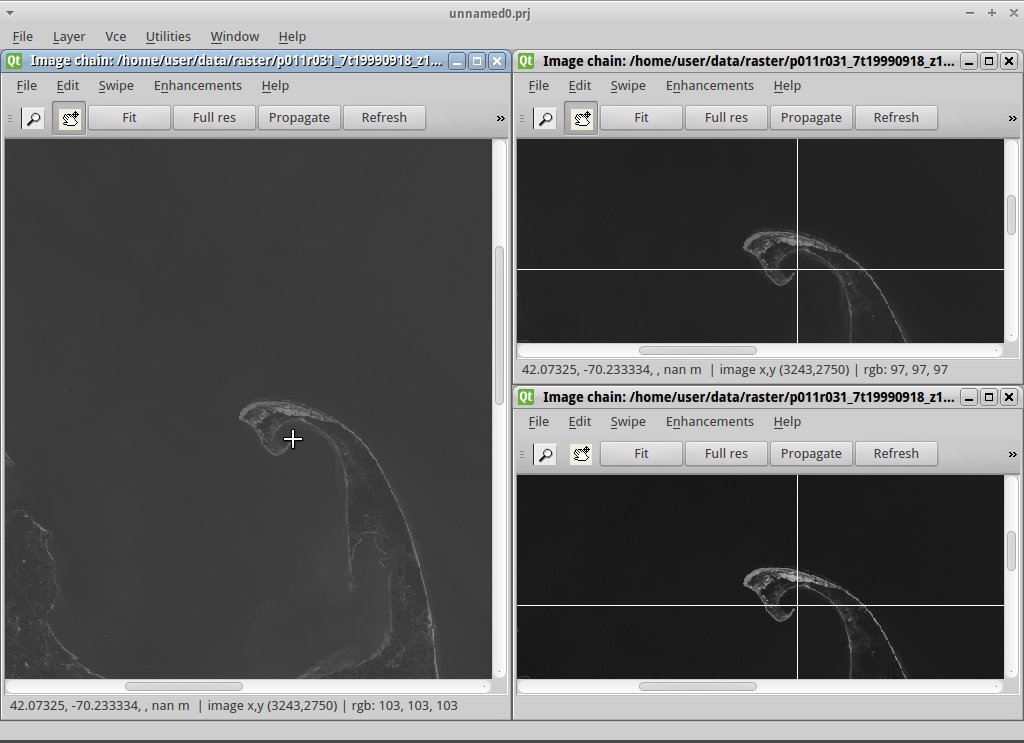 unnamed0.prj
File Layer Vce Utilities Window Help
Qt Image chain: /home/user/data/raster/p011r031_7t19990918_z1...
File Edit Swipe Enhancements Help
Fit Full res Propagate Refresh »
42.07325, -70.233334, , nan m | image x,y (3243,2750) | rgb: 103, 103, 103
Qt Image chain: /home/user/data/raster/p011r031_7t19990918_z1...
File Edit Swipe Enhancements Help
Fit Full res Propagate Refresh »
42.07325, -70.233334, , nan m | image x,y (3243,2750) | rgb: 97, 97, 97
Qt Image chain: /home/user/data/raster/p011r031_7t19990918_z1...
File Edit Swipe Enhancements Help
Fit Full res Propagate Refresh »